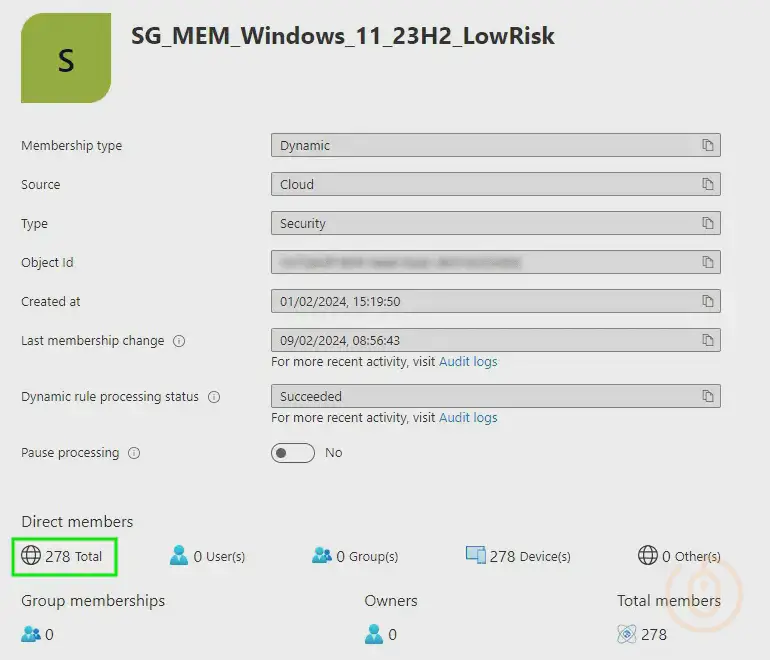 S
SG_MEM_Windows_11_23H2_LowRisk
Membership type Dynamic
Source Cloud
Type Security
Object Id
Created at 01/02/2024, 15:19:50
Last membership change 09/02/2024, 08:56:43
For more recent activity, visit Audit logs
Dynamic rule processing status Succeeded
For more recent activity, visit Audit logs
Pause processing No
Direct members
278 Total 0 User(s) 0 Group(s) 278 Device(s) 0 Other(s)
Group memberships Owners Total members
0 0 278